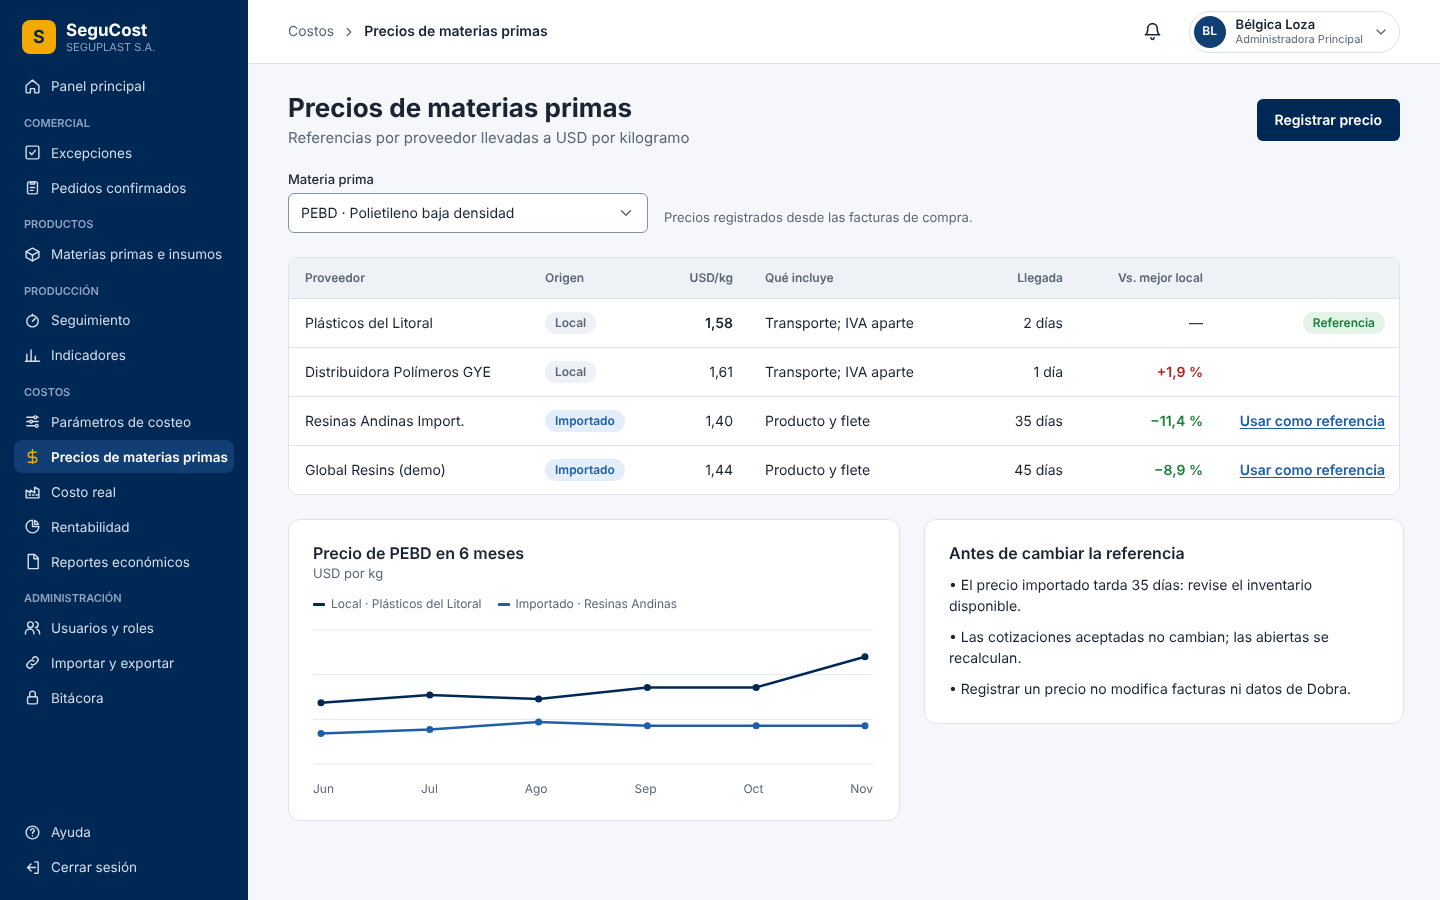 S
SeguCost
SEGUPLAST S.A.
Panel principal
COMERCIAL
Excepciones
Pedidos confirmados
PRODUCTOS
Materias primas e insumos
PRODUCCIÓN
Seguimiento
Indicadores
COSTOS
Parámetros de costeo
Precios de materias primas
Costo real
Rentabilidad
Reportes económicos
ADMINISTRACIÓN
Usuarios y roles
Importar y exportar
Bitácora
Ayuda
Cerrar sesión
Costos > Precios de materias primas
BL
Bélgica Loza
Administradora Principal
Precios de materias primas
Referencias por proveedor llevadas a USD por kilogramo
Registrar precio
Materia prima
PEBD · Polietileno baja densidad
Precios registrados desde las facturas de compra.
Proveedor Origen USD/kg Qué incluye Llegada Vs. mejor local
Plásticos del Litoral Local 1,58 Transporte; IVA aparte 2 días — Referencia
Distribuidora Polímeros GYE Local 1,61 Transporte; IVA aparte 1 día +1,9 %
Resinas Andinas Import. Importado 1,40 Producto y flete 35 días −11,4 % Usar como referencia
Global Resins (demo) Importado 1,44 Producto y flete 45 días −8,9 % Usar como referencia
Precio de PEBD en 6 meses
USD por kg
Local · Plásticos del Litoral Importado · Resinas Andinas
Jun Jul Ago Sep Oct Nov
Antes de cambiar la referencia
• El precio importado tarda 35 días: revise el inventario
disponible.
• Las cotizaciones aceptadas no cambian; las abiertas se
recalculan.
• Registrar un precio no modifica facturas ni datos de Dobra.